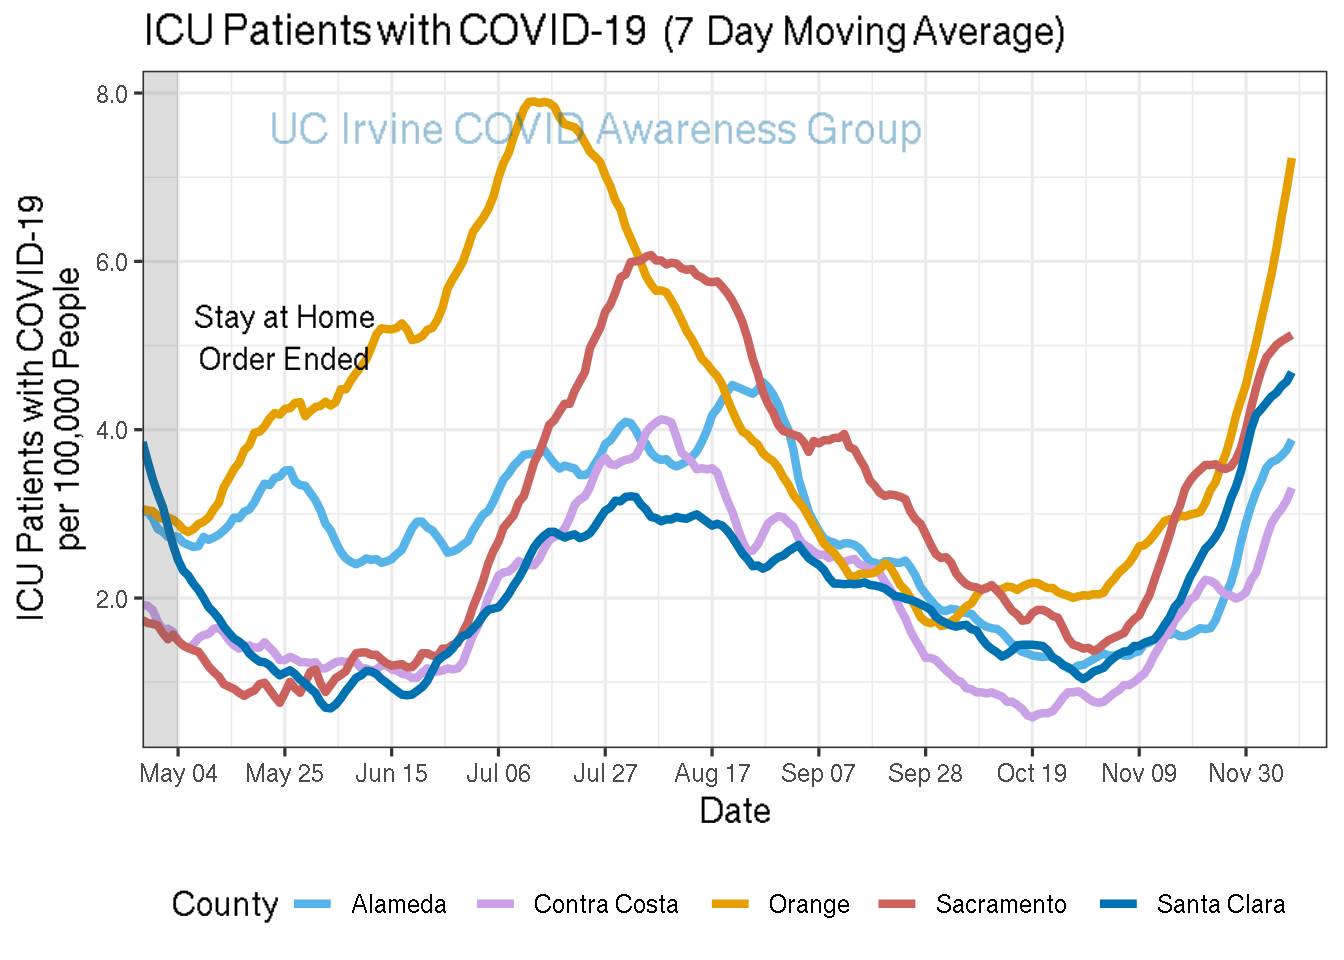 ICU Patients with COVID-19 (7 Day Moving Average)
8.0
6.0
4.0
2.0
ICU Patients with COVID-19
per 100,000 People
UC Irvine COVID Awareness Group
Stay at Home
Order Ended
May 04 May 25 Jun 15 Jul 06 Jul 27 Aug 17 Sep 07 Sep 28 Oct 19 Nov 09 Nov 30
Date
County Alameda Contra Costa Orange Sacramento Santa Clara